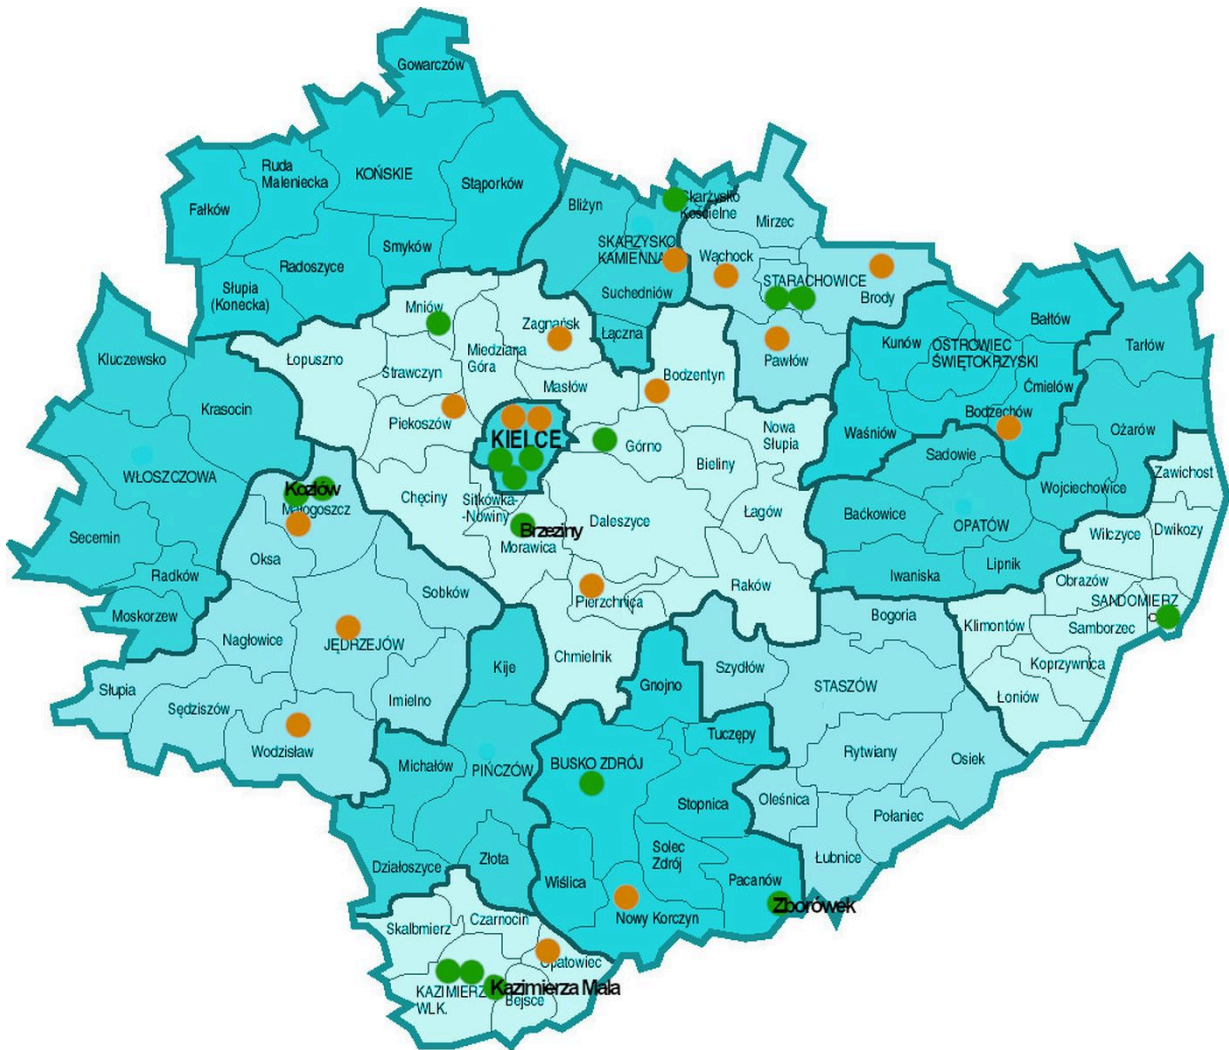 Gowarczów
Ruda
Maleniecka
KOŃSKIE
Stąporków
Fałków
Smyków
Radoszyce
Słupia
(Konecka)
Bliżyn
Skarżysko
Kościelne
Mirzec
SKARZYSKO
KAMIENNA
Wąchock
STARACHOWICE
Suchedniów
Brody
Mniów
Zagnańsk
Łączna
Pawłów
Bałtów
Kunów
OSTROWIEC
ŚWIĘTOKRZYSKI
Tarłów
Ćmielów
Bodzechów
Kluczewsko
Łopuszno
Miedziana
Góra
Strawczyn
Masłów
Bodzentyn
Krasocin
Piekoszów
KIELCE
Górno
Nowa
Słupia
Waśniów
Ożarów
Sadowie
WŁOSZCZOWA
Bieliny
Zawichost
Kozłów
Małogoszcz
Chęciny
Sitkówka-
-Nowiny
Wojciechowice
Łagów
Baćkowice
OPATÓW
Daleszyce
Brzeziny
Morawica
Wilczyce
Dwikozy
Secemin
Oksa
Radków
Iwaniska
Lipnik
Obrazów
Raków
Sobków
Pierzchnica
SANDOMIERZ
Moskorzew
Bogoria
Klimontów
Samborzec
Nagłowice
JĘDRZEJÓW
Chmielnik
Kije
Szydłów
Koprzywnica
Gnojno
STASZÓW
Łoniów
Słupia
Sędziszów
Imielno
Wodzisław
Tuczępy
Rytwiany
Osiek
Michałów
PIŃCZÓW
BUSKO ZDRÓJ
Stopnica
Oleśnica
Połaniec
Solec
Zdrój
Łubnice
Działoszyce
Złota
Wiślica
Pacanów
Zborówek
Nowy Korczyn
Skalbmierz
Czarnocin
Opatowiec
KAZIMIERZ
WLK.
Kazimierza Mala
Bejsce